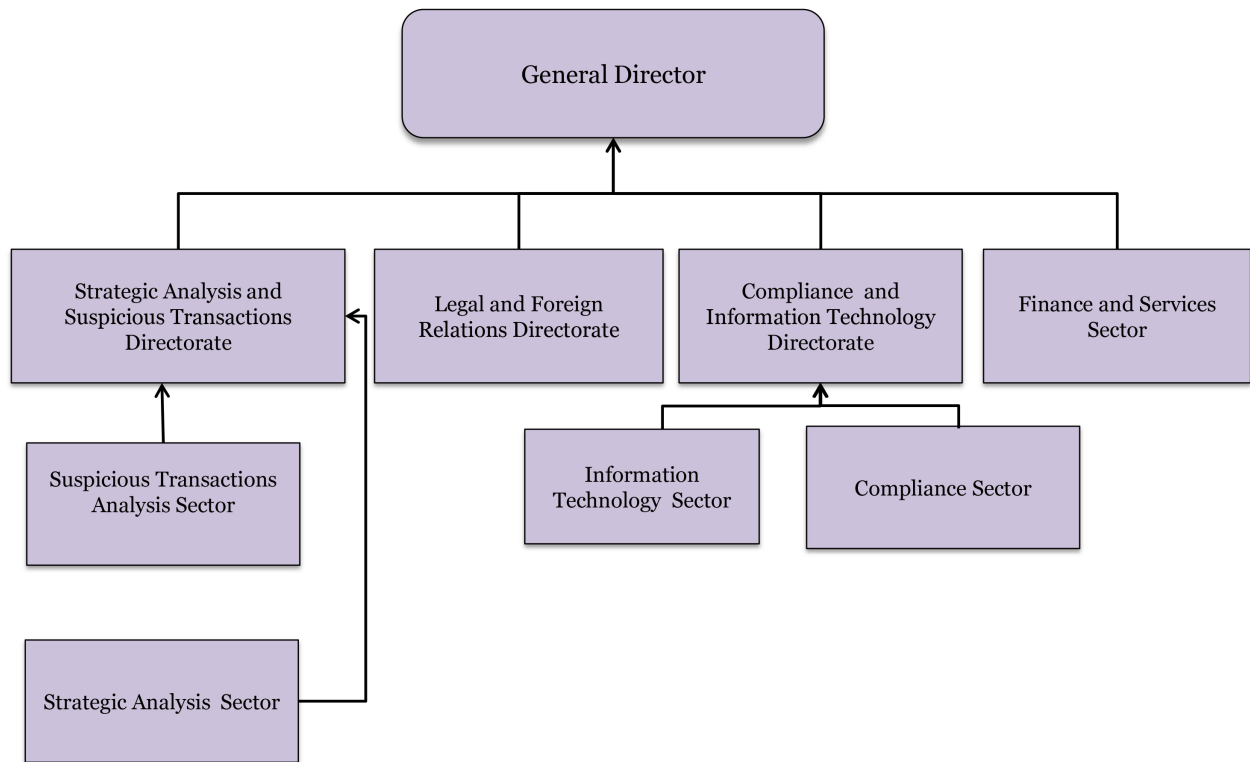 General Director
Strategic Analysis and
Suspicious Transactions
Directorate
Legal and Foreign
Relations Directorate
Compliance and
Information Technology
Directorate
Finance and Services
Sector
Suspicious Transactions
Analysis Sector
Information
Technology Sector
Compliance Sector
Strategic Analysis Sector